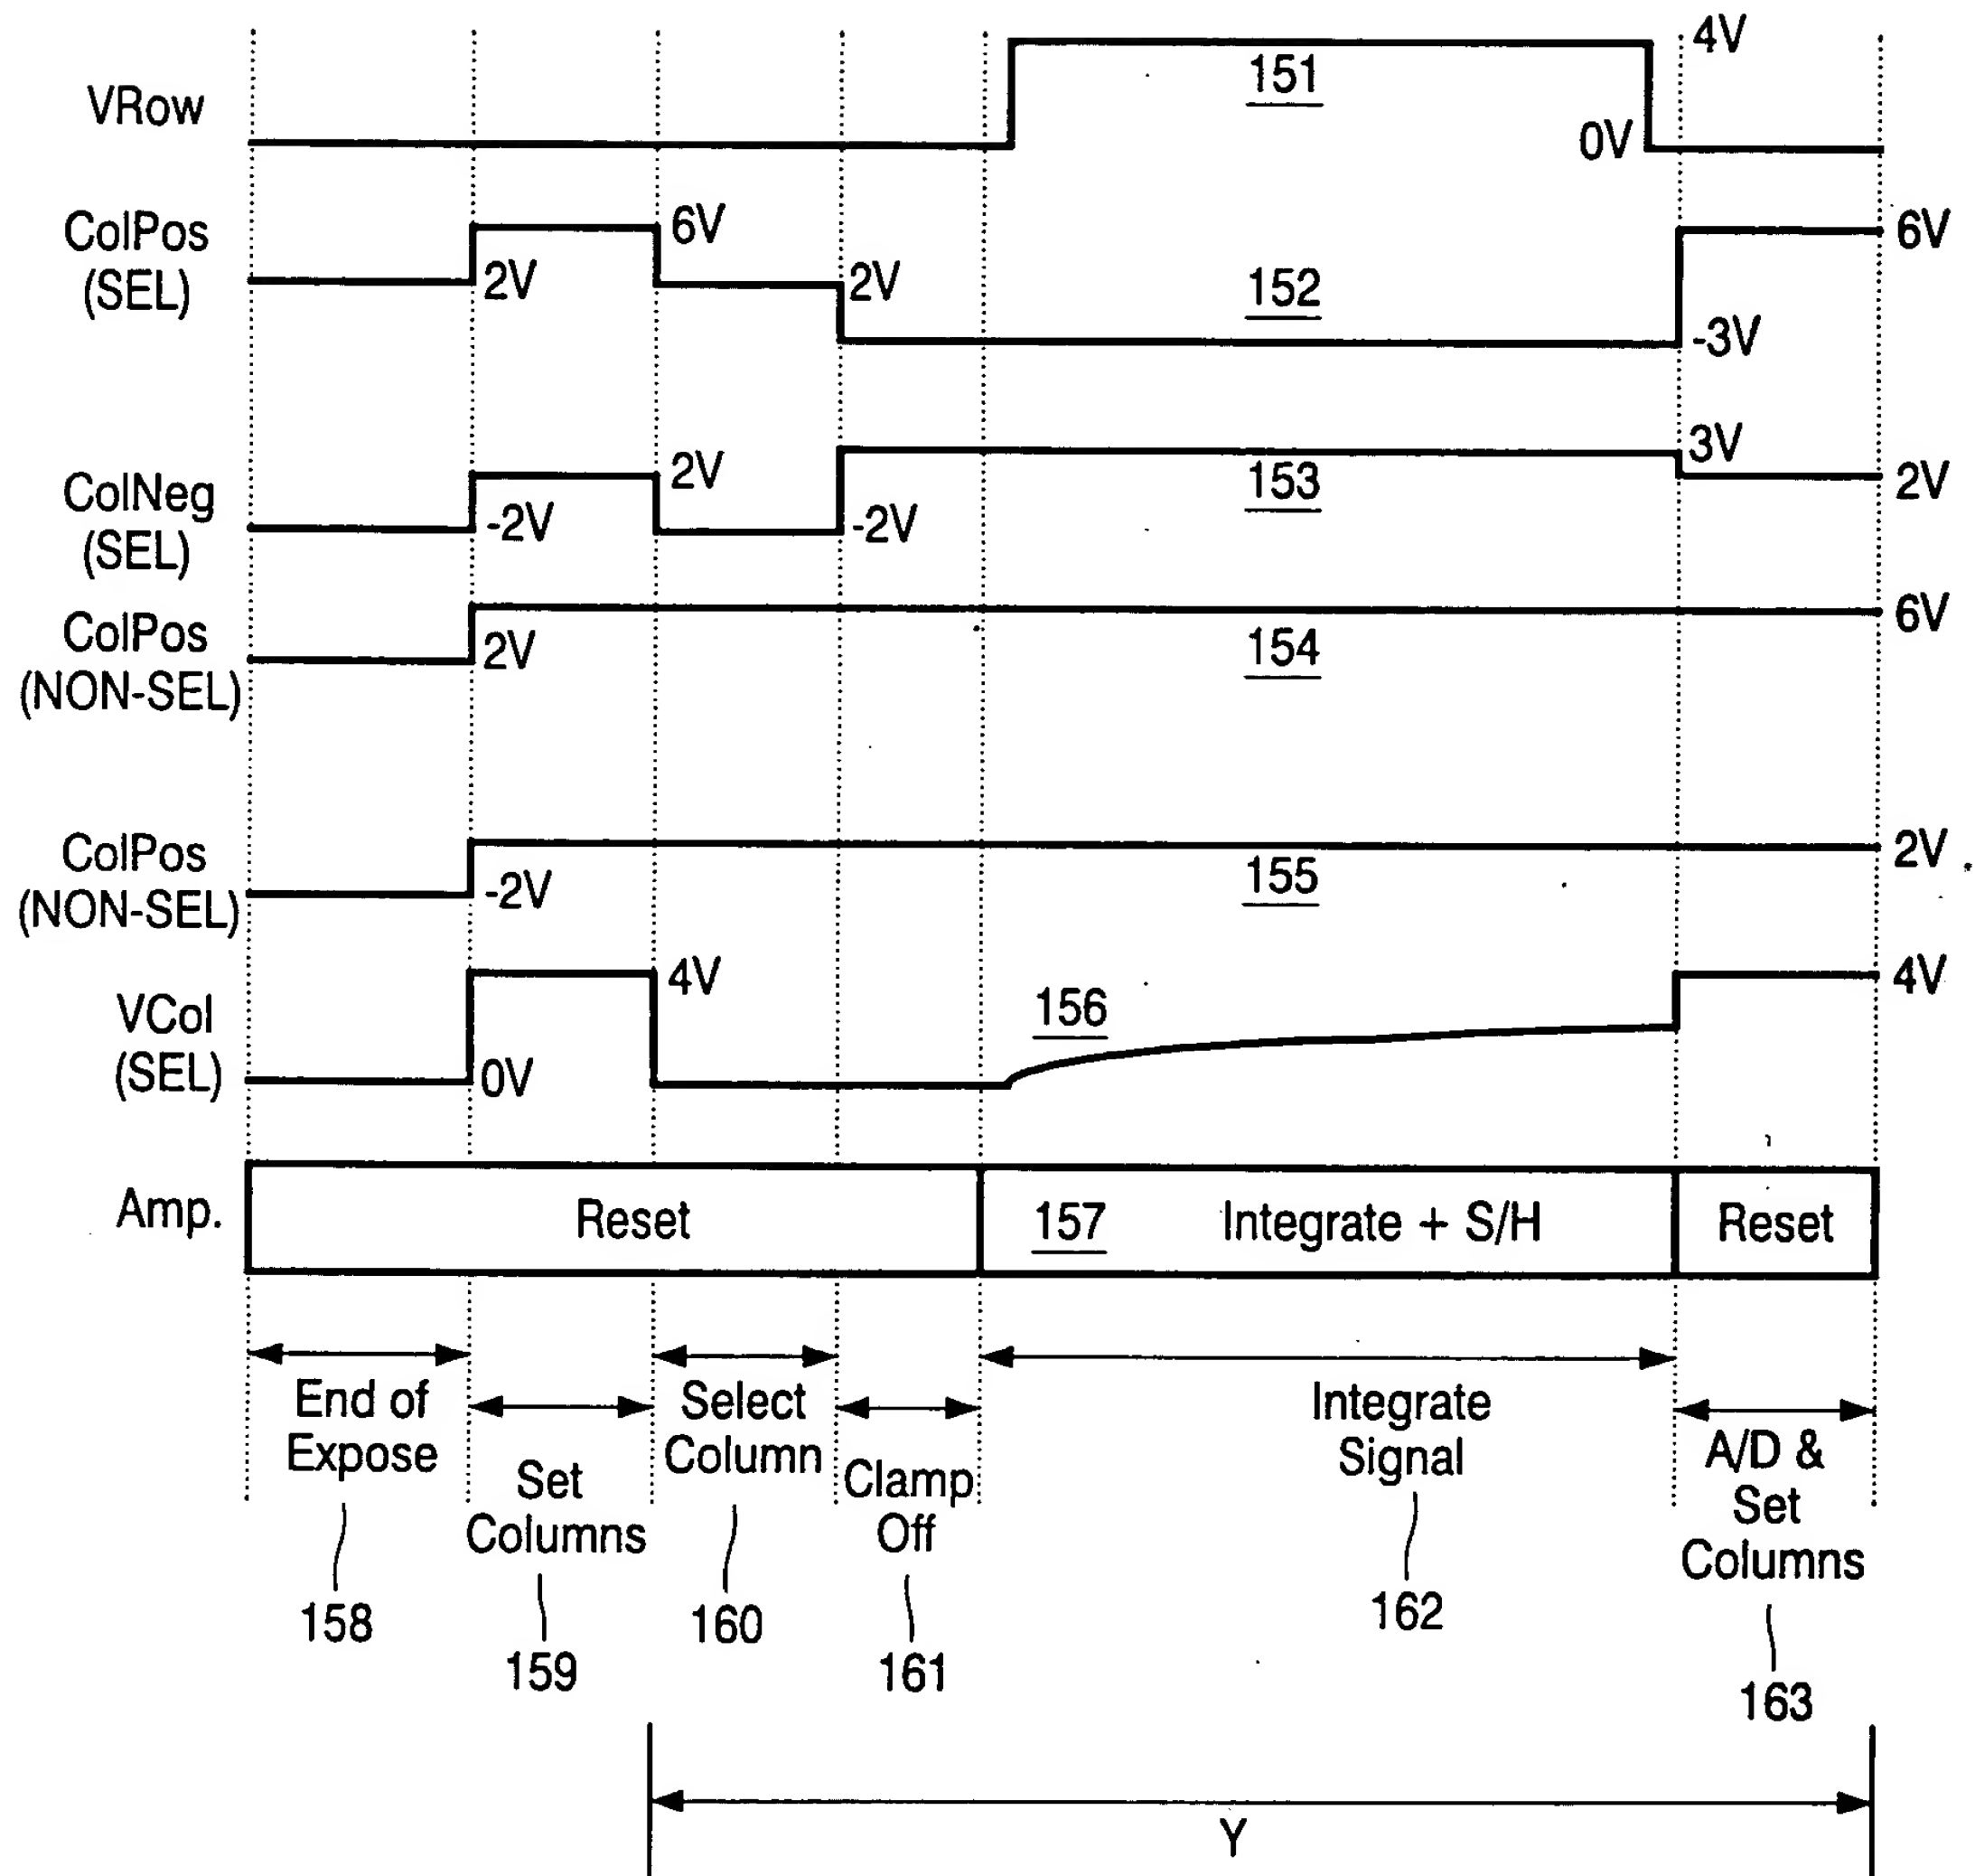 VRow
151
4V
0V
ColPos
(SEL)
2V
6V
2V
152
-3V
6V
ColNeg
(SEL)
-2V
2V
-2V
153
3V
2V
ColPos
(NON-SEL)
2V
154
6V
ColPos
(NON-SEL)
-2V
155
2V
VCol
(SEL)
0V
4V
156
4V
Amp.
Reset
157
Integrate + S/H
Reset
End of
Expose
158
Set
Columns
159
Select
Column
160
Clamp
Off
161
Integrate
Signal
162
A/D &
Set
Columns
163
Y